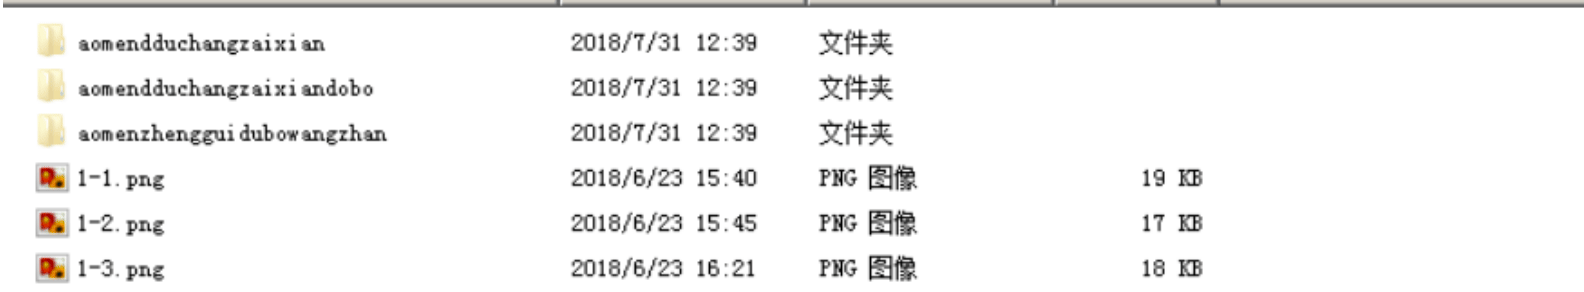 aomendduchangzaixian 2018/7/31 12:39 文件夹
aomendduchangzaixiandobo 2018/7/31 12:39 文件夹
aomenzhengguidubowangzhan 2018/7/31 12:39 文件夹
1-1.png 2018/6/23 15:40 PNG 图像 19 KB
1-2.png 2018/6/23 15:45 PNG 图像 17 KB
1-3.png 2018/6/23 16:21 PNG 图像 18 KB